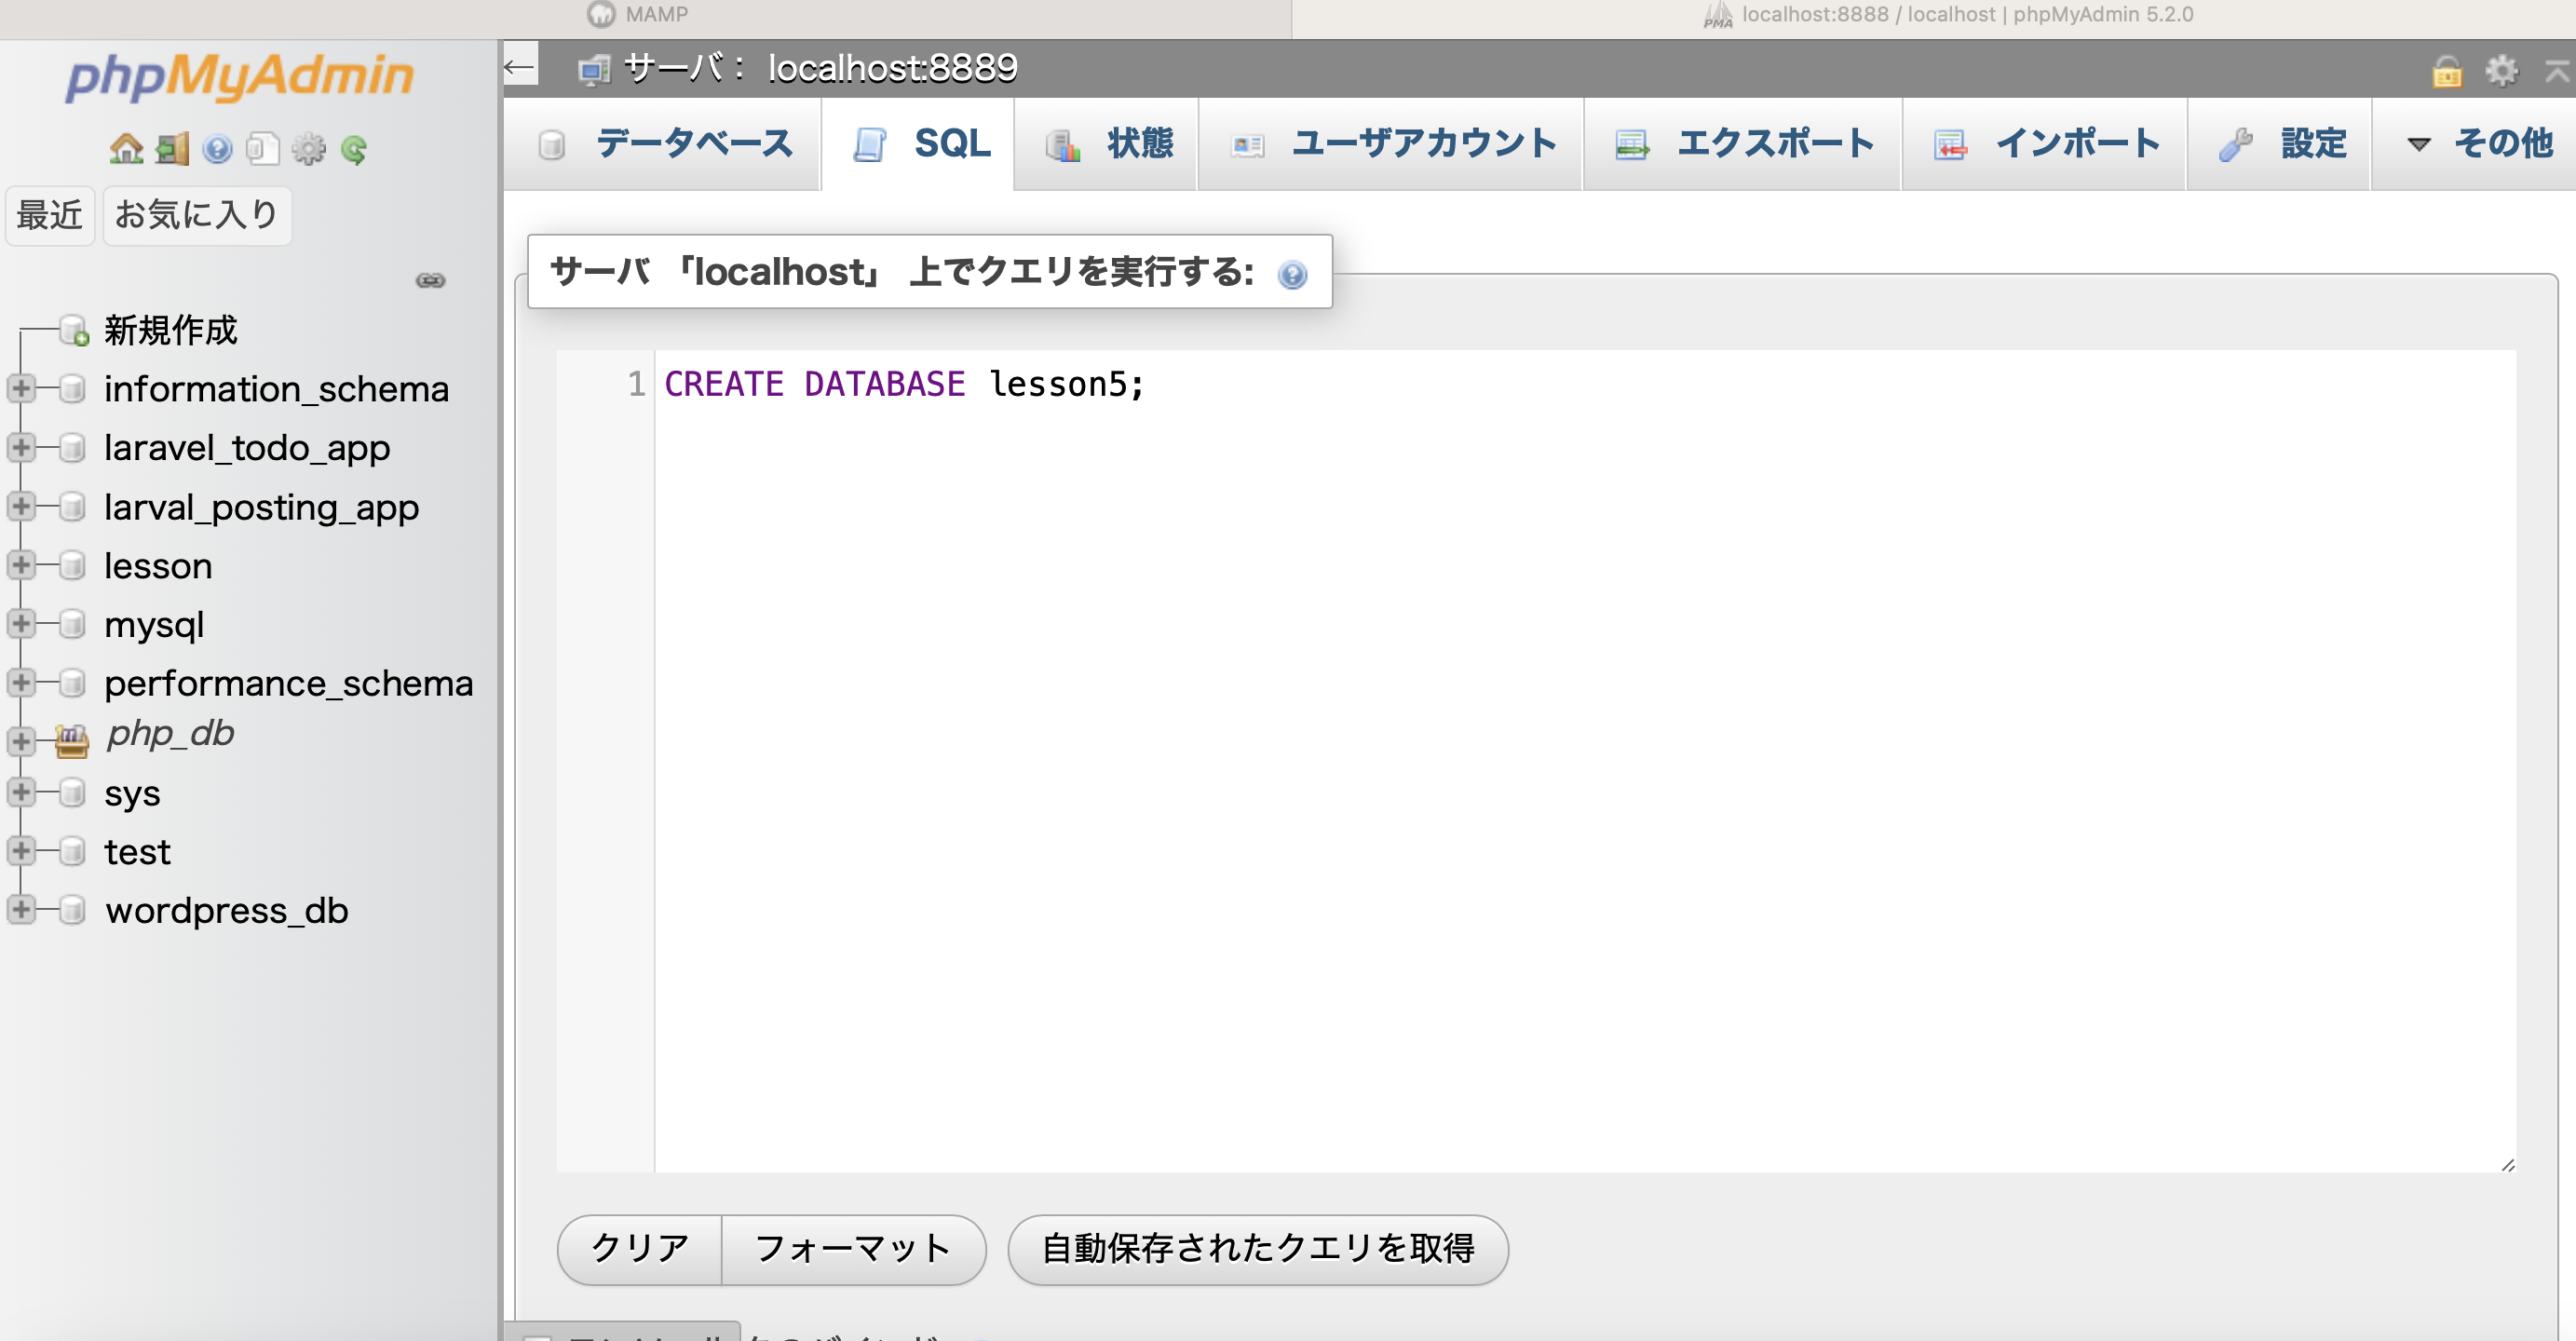 MAMP
localhost:8888 / localhost | phpMyAdmin 5.2.0
phpMyAdmin
サーバ： localhost:8889
データベース
SQL
状態
ユーザアカウント
エクスポート
インポート
設定
その他
最近
お気に入り
新規作成
information_schema
laravel_todo_app
larval_posting_app
lesson
mysql
performance_schema
php_db
sys
test
wordpress_db
サーバ 「localhost」 上でクエリを実行する:
1 CREATE DATABASE lesson5;
クリア
フォーマット
自動保存されたクエリを取得